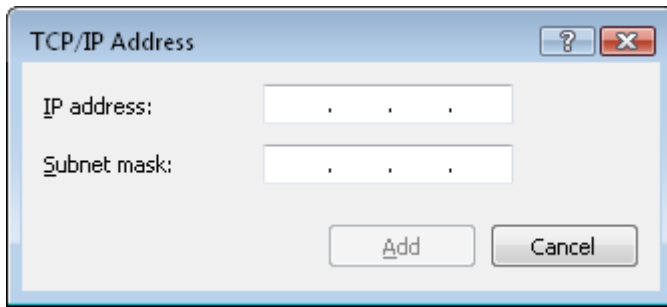 TCP/IP Address
IP address: . . .
Subnet mask: . . .
Add Cancel